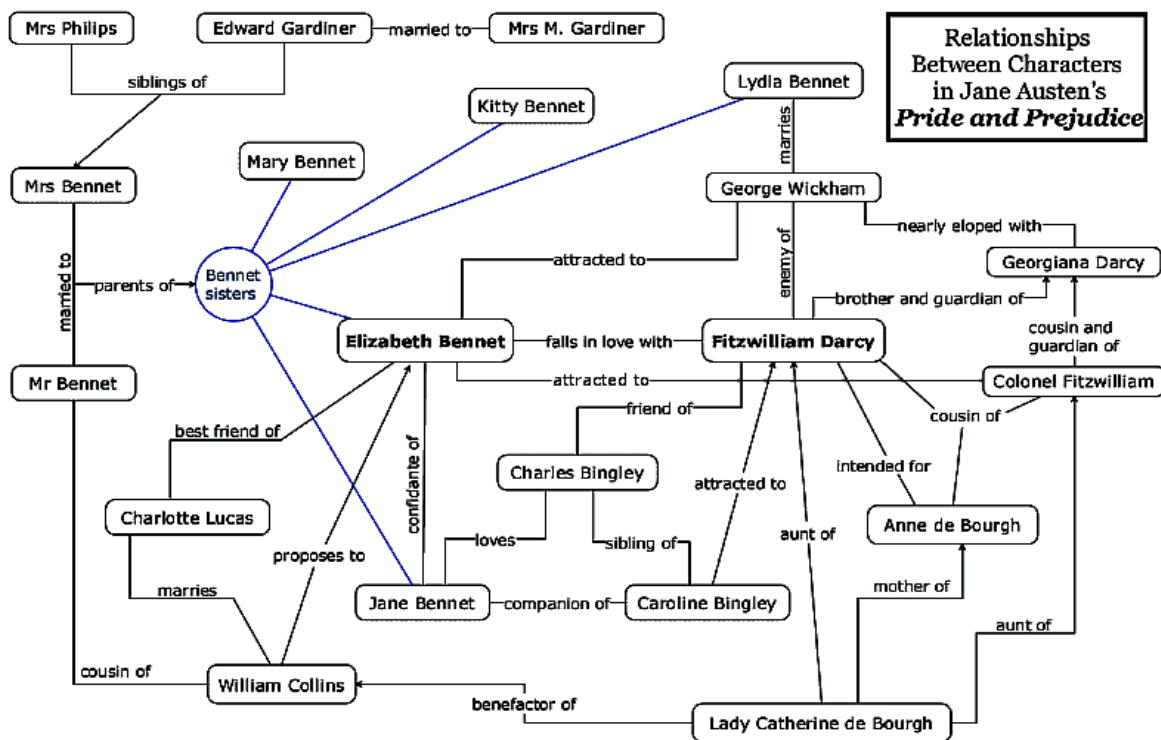 Mrs Philips
Edward Gardiner
married to
Mrs M. Gardiner
Relationships
Between Characters
in Jane Austen's
Pride and Prejudice
siblings of
Kitty Bennet
Lydia Bennet
marries
Mary Bennet
Mrs Bennet
George Wickham
nearly eloped with
married to
parents of
Bennet
sisters
attracted to
enemy of
Georgiana Darcy
brother and guardian of
Elizabeth Bennet
falls in love with
Fitzwilliam Darcy
cousin and
guardian of
Mr Bennet
attracted to
Colonel Fitzwilliam
friend of
cousin of
best friend of
confidante of
Charles Bingley
attracted to
intended for
Charlotte Lucas
Anne de Bourgh
proposes to
loves
sibling of
aunt of
marries
Jane Bennet
companion of
Caroline Bingley
mother of
aunt of
cousin of
William Collins
benefactor of
Lady Catherine de Bourgh